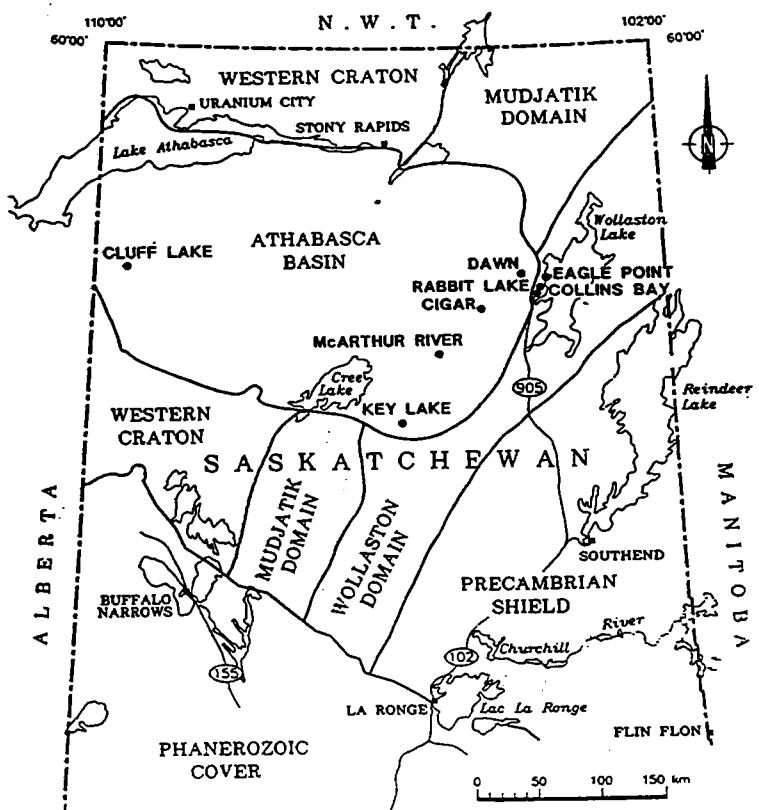 110°00'
N.W.T.
102°00'
60°00'
60°00'
WESTERN CRATON
MUDJATIK
DOMAIN
URANIUM CITY
STONY RAPIDS
N
Lake Athabasca
Wollaston
Lake
ATHABASCA
BASIN
CLUFF LAKE
DAWN
EAGLE POINT
RABBIT LAKE
COLLINS BAY
CIGAR
McARTHUR RIVER
Cree
Lake
905
Reindeer
Lake
WESTERN
CRATON
KEY LAKE
SASKATCHEWAN
ALBERTA
MANITOBA
MUDJATIK
DOMAIN
WOLLASTON
DOMAIN
SOUTHEND
BUFFALO
NARROWS
PRECAMBRIAN
SHIELD
Churchill
River
102
155
LA RONGE
Lac La Ronge
FLIN FLON
PHANEROZOIC
COVER
0 50 100 150 km